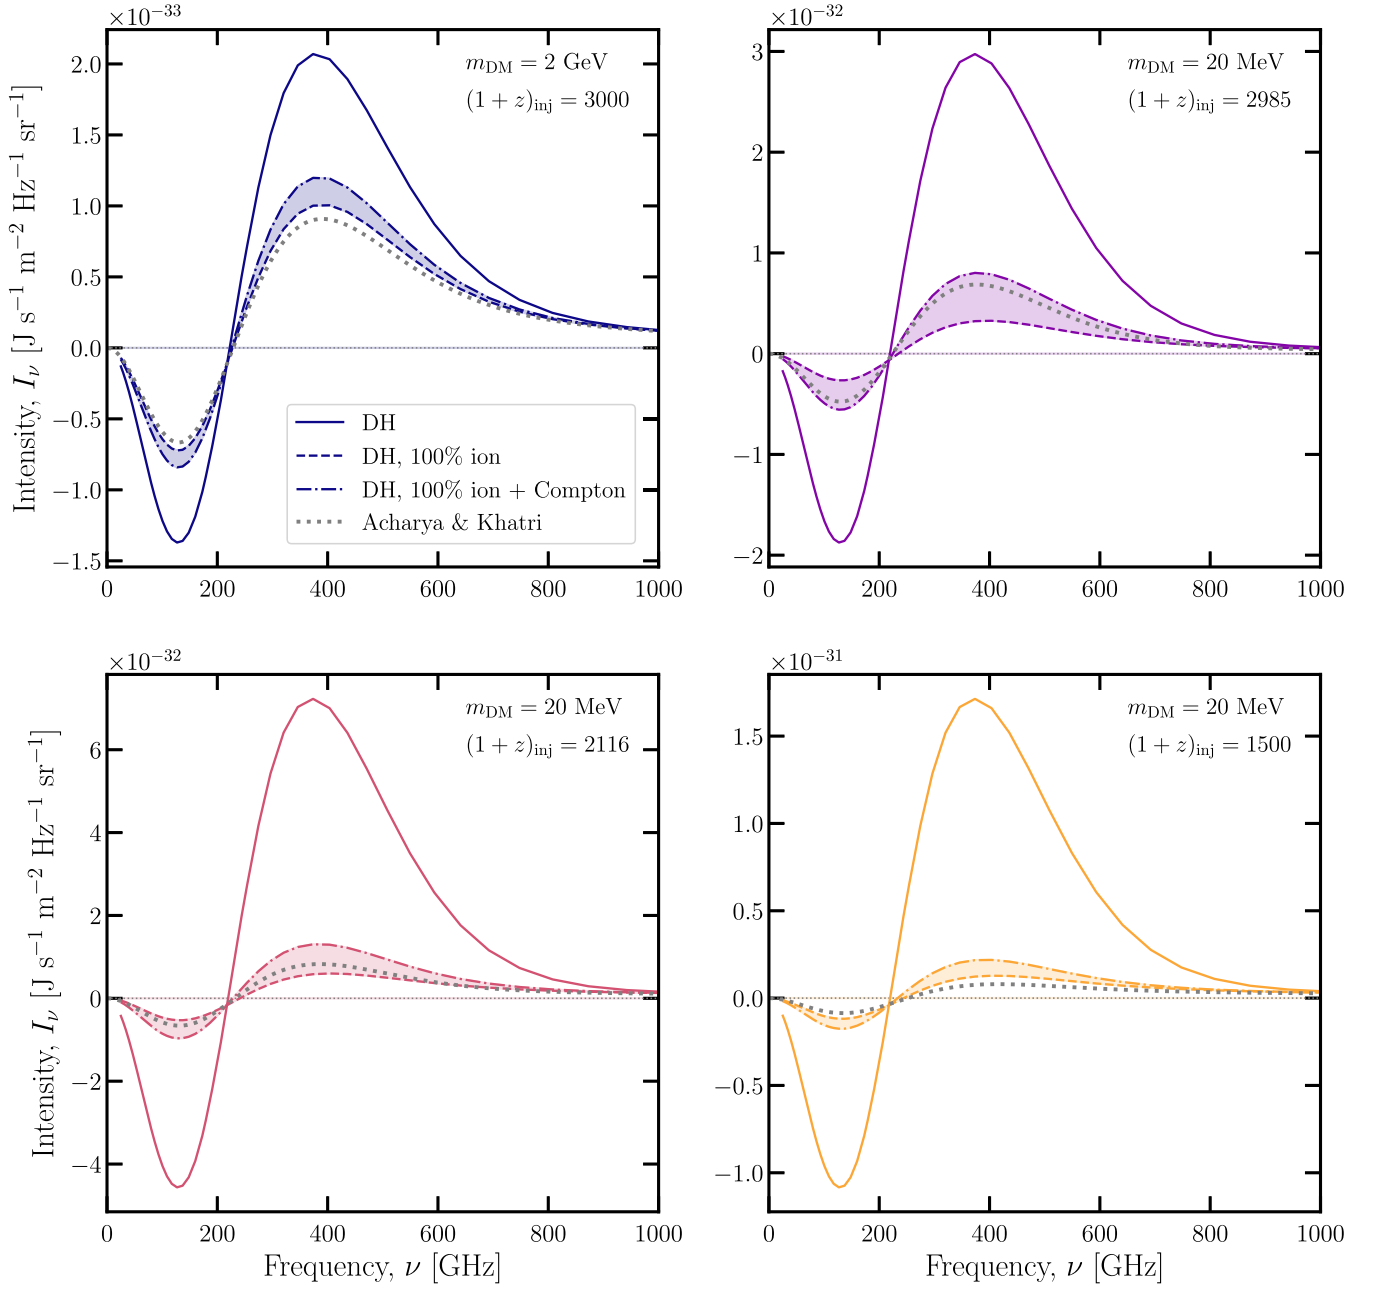 ×10⁻³³
m_DM = 2 GeV
(1 + z)_inj = 3000
2.0
1.5
1.0
0.5
0.0
−0.5
−1.0
−1.5
Intensity, I_ν [J s⁻¹ m⁻² Hz⁻¹ sr⁻¹]
DH
DH, 100% ion
DH, 100% ion + Compton
Acharya & Khatri
0 200 400 600 800 1000
×10⁻³²
m_DM = 20 MeV
(1 + z)_inj = 2985
3
2
1
0
−1
−2
0 200 400 600 800 1000
×10⁻³²
m_DM = 20 MeV
(1 + z)_inj = 2116
6
4
2
0
−2
−4
Intensity, I_ν [J s⁻¹ m⁻² Hz⁻¹ sr⁻¹]
0 200 400 600 800 1000
Frequency, ν [GHz]
×10⁻³¹
m_DM = 20 MeV
(1 + z)_inj = 1500
1.5
1.0
0.5
0.0
−0.5
−1.0
0 200 400 600 800 1000
Frequency, ν [GHz]